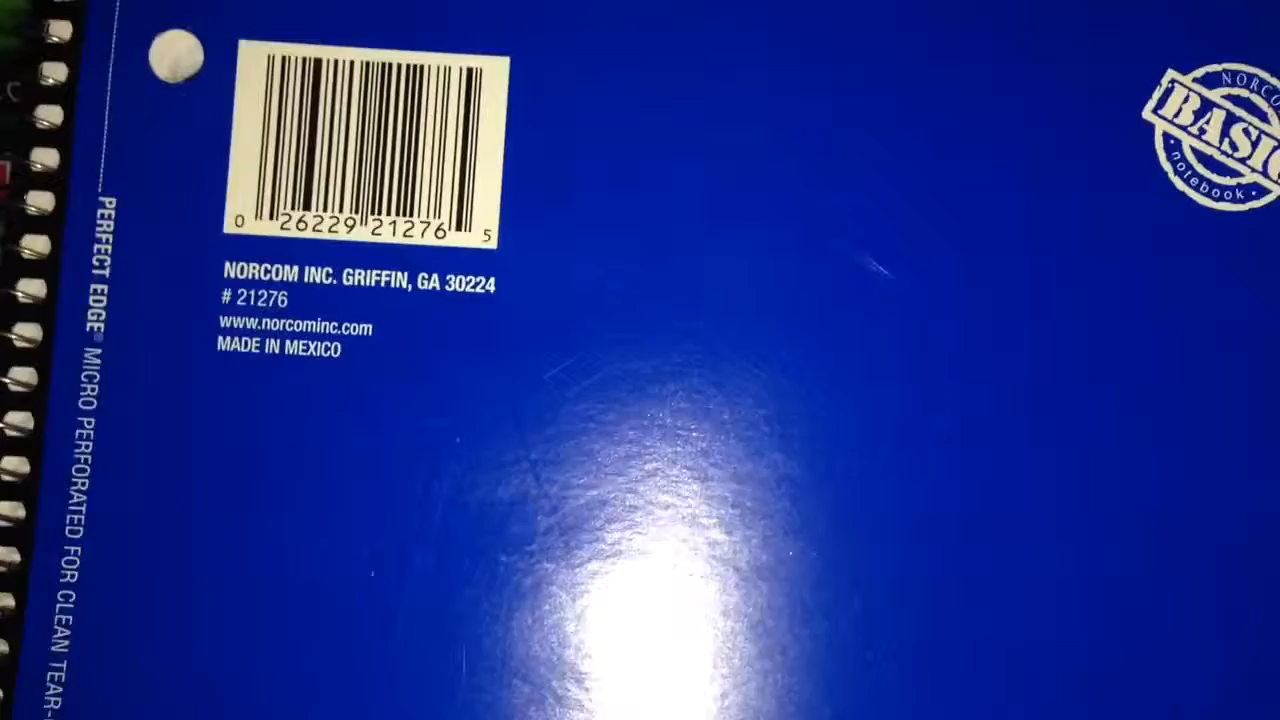 0 26229 21276 5
NORCOM INC. GRIFFIN, GA 30224
# 21276
www.norcominc.com
MADE IN MEXICO
PERFECT EDGE® MICRO PERFORATED FOR CLEAN TEAR-
NORCO
BASIC
notebook